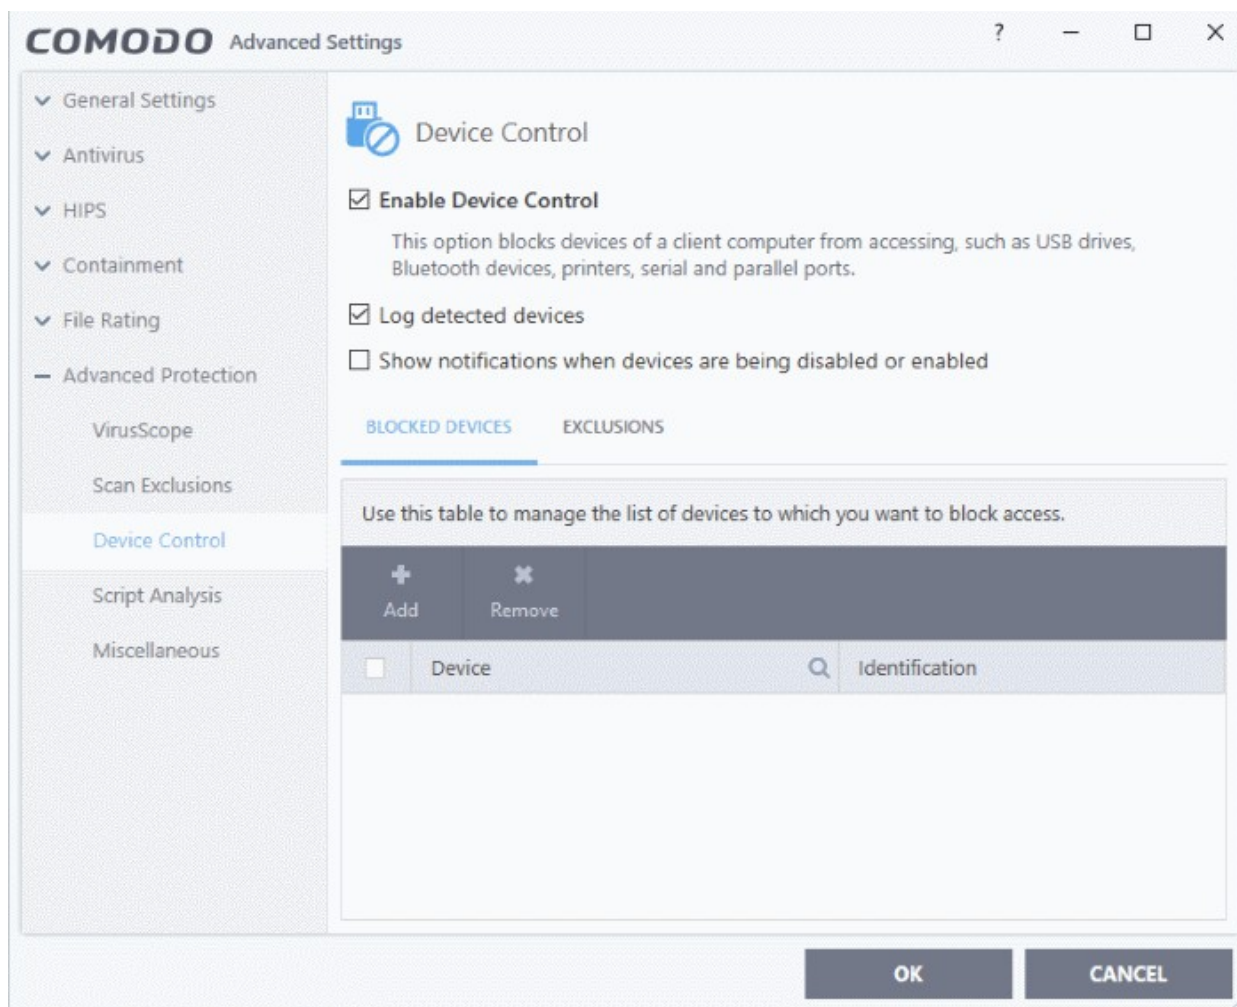 COMODO Advanced Settings
?
General Settings
Antivirus
HIPS
Containment
File Rating
Advanced Protection
VirusScope
Scan Exclusions
Device Control
Script Analysis
Miscellaneous
Device Control
Enable Device Control
This option blocks devices of a client computer from accessing, such as USB drives,
Bluetooth devices, printers, serial and parallel ports.
Log detected devices
Show notifications when devices are being disabled or enabled
BLOCKED DEVICES EXCLUSIONS
Use this table to manage the list of devices to which you want to block access.
Add Remove
Device Identification
OK CANCEL